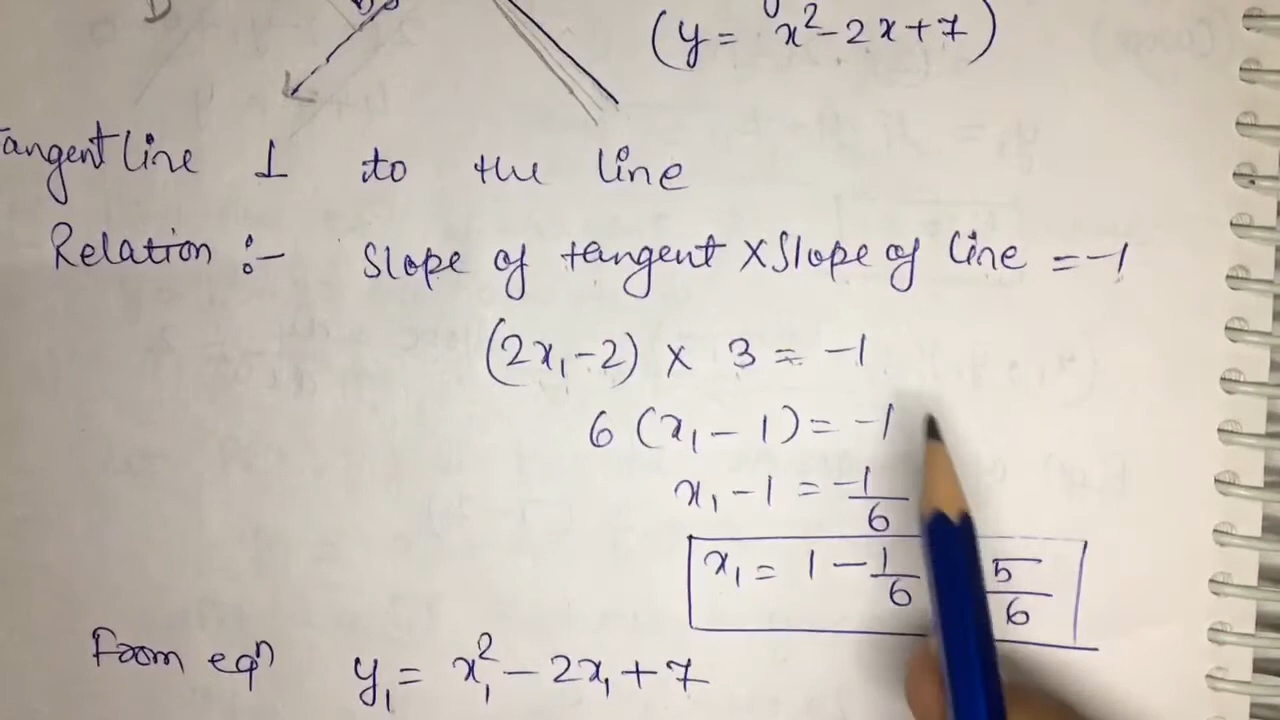 (y = x² - 2x + 7)
Tangent line ⊥ to the line
Relation :- Slope of tangent × Slope of line = -1
(2x₁ - 2) × 3 = -1
6 (x₁ - 1) = -1
x₁ - 1 = -1/6
x₁ = 1 - 1/6 5/6
From eqⁿ y₁ = x₁² - 2x₁ + 7